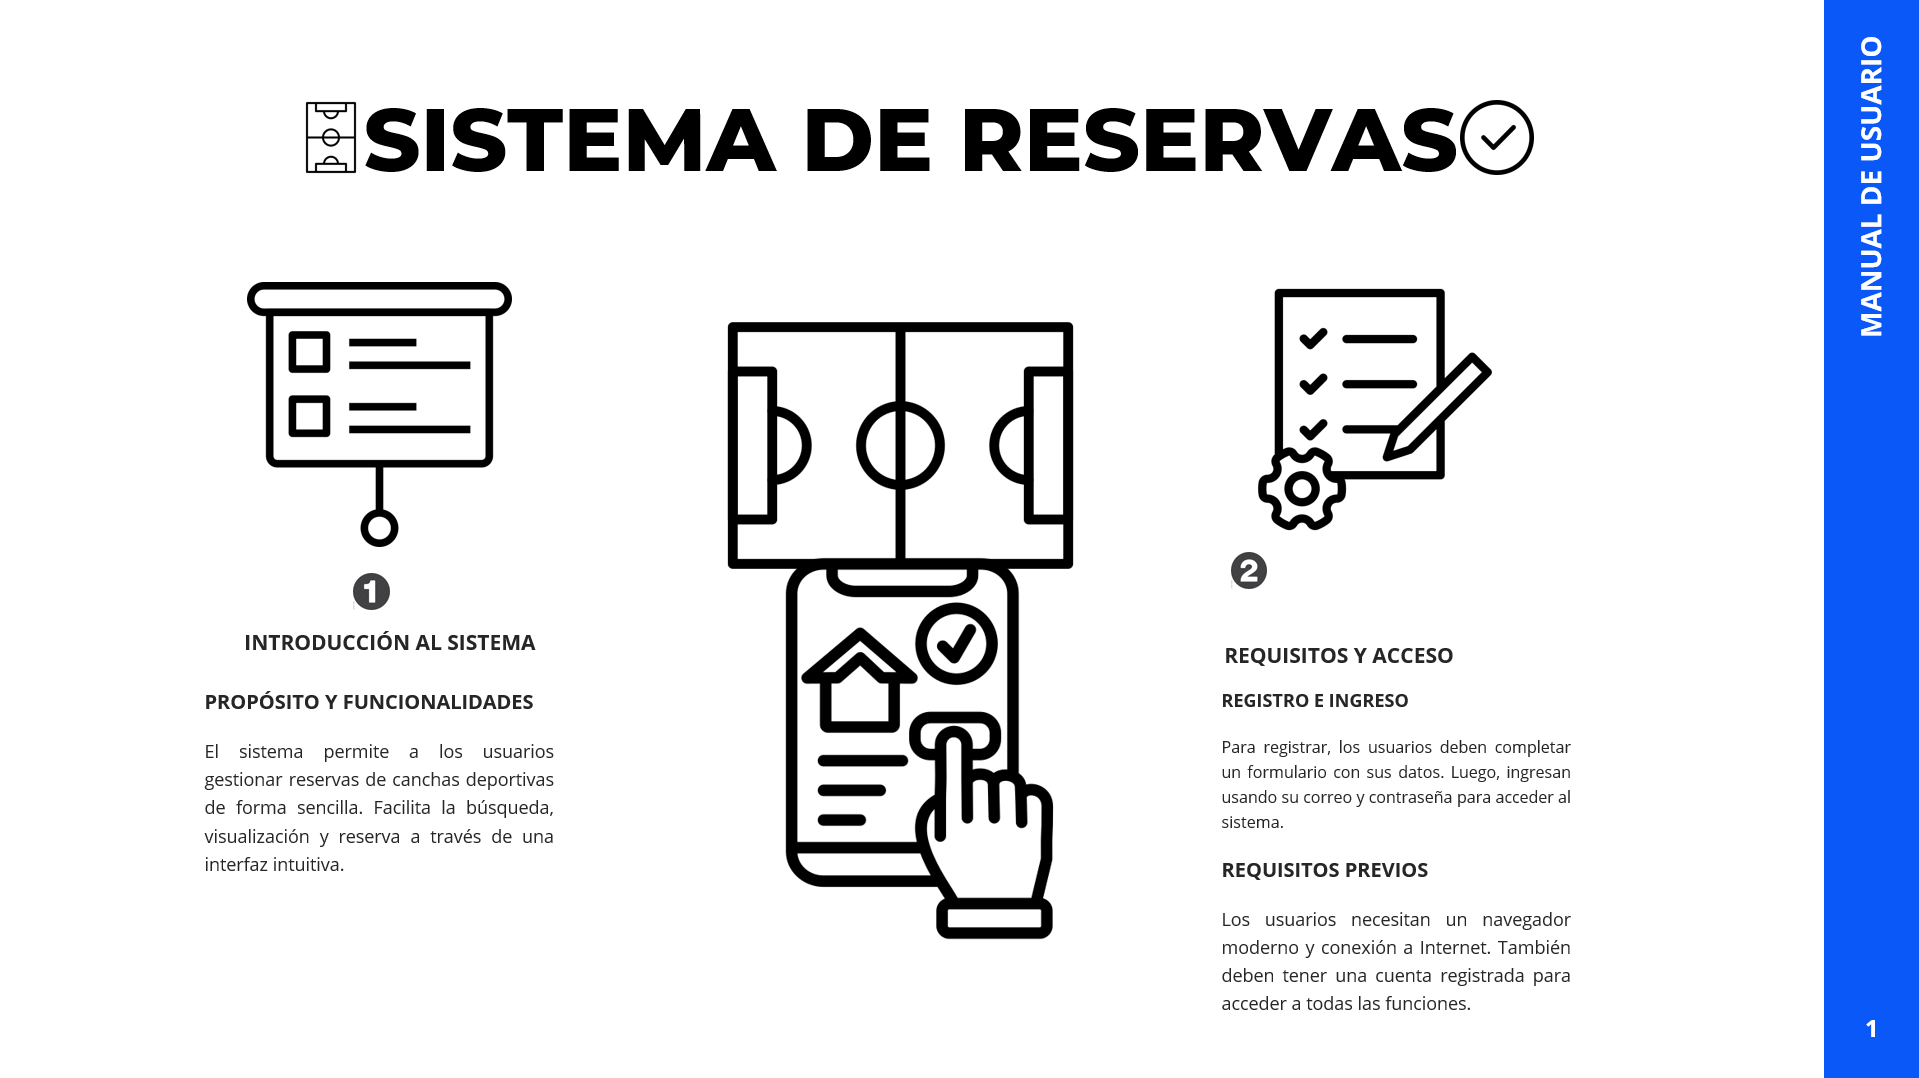 SISTEMA DE RESERVAS
1
INTRODUCCIÓN AL SISTEMA
PROPÓSITO Y FUNCIONALIDADES
El sistema permite a los usuarios
gestionar reservas de canchas deportivas
de forma sencilla. Facilita la búsqueda,
visualización y reserva a través de una
interfaz intuitiva.
2
REQUISITOS Y ACCESO
REGISTRO E INGRESO
Para registrar, los usuarios deben completar
un formulario con sus datos. Luego, ingresan
usando su correo y contraseña para acceder al
sistema.
REQUISITOS PREVIOS
Los usuarios necesitan un navegador
moderno y conexión a Internet. También
deben tener una cuenta registrada para
acceder a todas las funciones.
MANUAL DE USUARIO
1